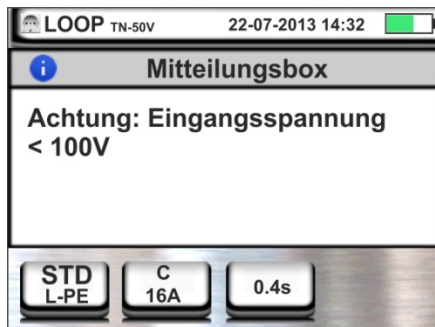 LOOP TN-50V 22-07-2013 14:32
Mitteilungsbox
Achtung: Eingangsspannung
< 100V
STD C
L-PE 16A 0.4s